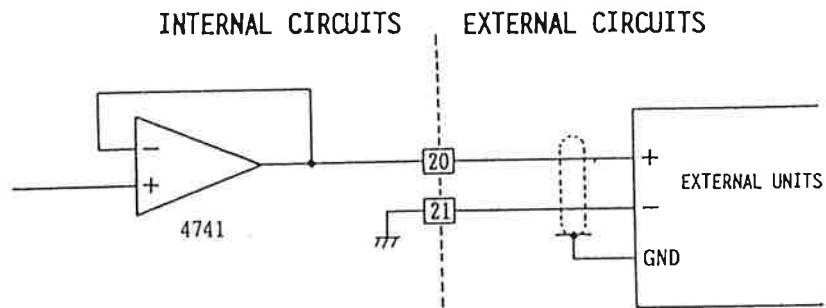 INTERNAL CIRCUITS EXTERNAL CIRCUITS
−
+
4741
20
21
+
−
EXTERNAL UNITS
GND